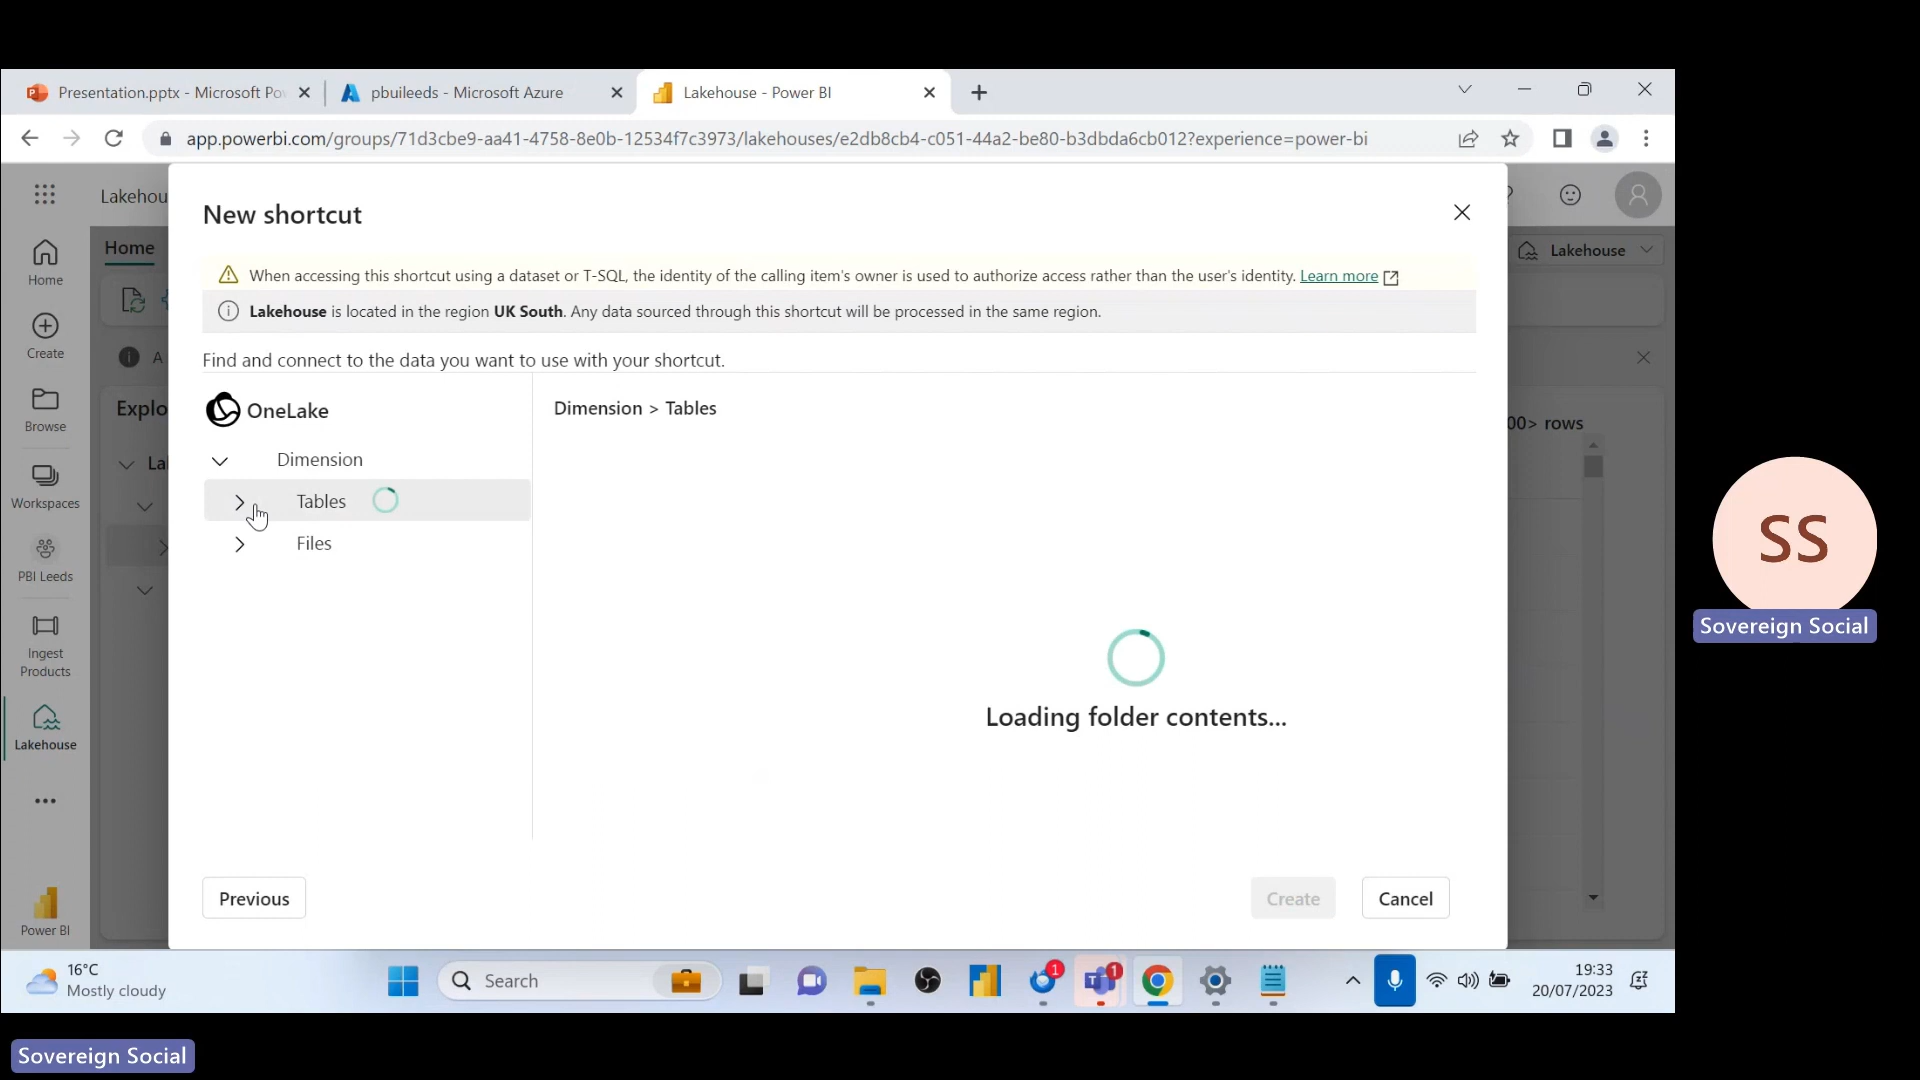 Presentation.pptx - Microsoft Po
pbuileeds - Microsoft Azure
Lakehouse - Power BI
app.powerbi.com/groups/71d3cbe9-aa41-4758-8e0b-12534f7c3973/lakehouses/e2db8cb4-c051-44a2-be80-b3dbda6cb012?experience=power-bi
Lakehou
New shortcut
Home
Home
When accessing this shortcut using a dataset or T-SQL, the identity of the calling item's owner is used to authorize access rather than the user's identity. Learn more
Lakehouse
Lakehouse is located in the region UK South. Any data sourced through this shortcut will be processed in the same region.
Create
A
Find and connect to the data you want to use with your shortcut.
Explo
OneLake
Dimension > Tables
00> rows
Browse
La
Dimension
Workspaces
Tables
Files
PBI Leeds
SS
Sovereign Social
Ingest
Products
Loading folder contents...
Lakehouse
Previous
Create
Cancel
Power BI
16°C
Mostly cloudy
Search
1
1
19:33
20/07/2023
Sovereign Social